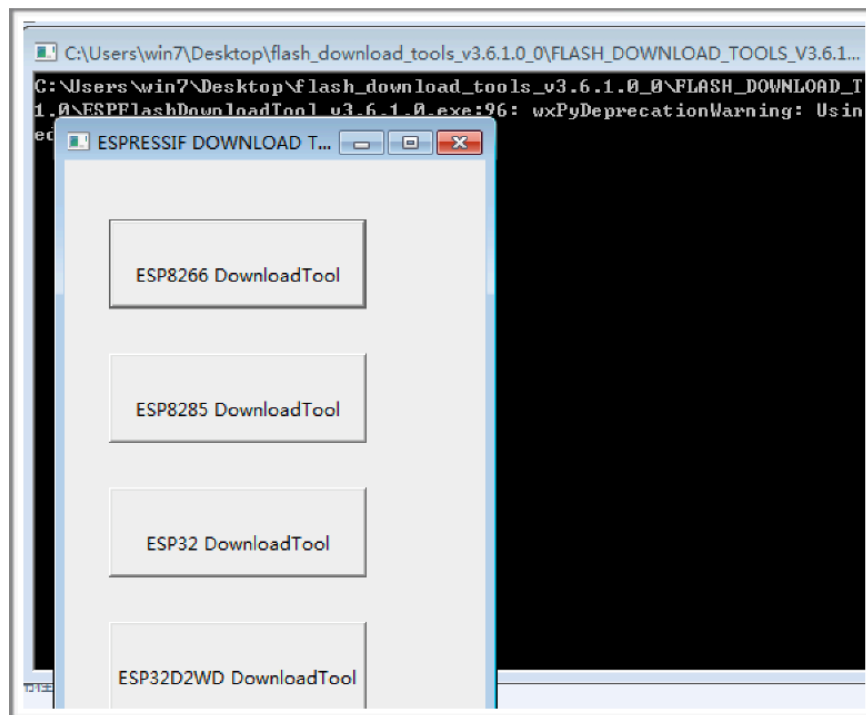 C:\Users\win7\Desktop\flash_download_tools_v3.6.1.0_0\FLASH_DOWNLOAD_TOOLS_V3.6.1...
C:\Users\win7\Desktop\flash_download_tools_v3.6.1.0_0\FLASH_DOWNLOAD_T
1.0\ESPFlashDownloadTool_v3.6.1.0.exe:96: wxPyDeprecationWarning: Usin
ed
ESPRESSIF DOWNLOAD T...
ESP8266 DownloadTool
ESP8285 DownloadTool
ESP32 DownloadTool
ESP32D2WD DownloadTool